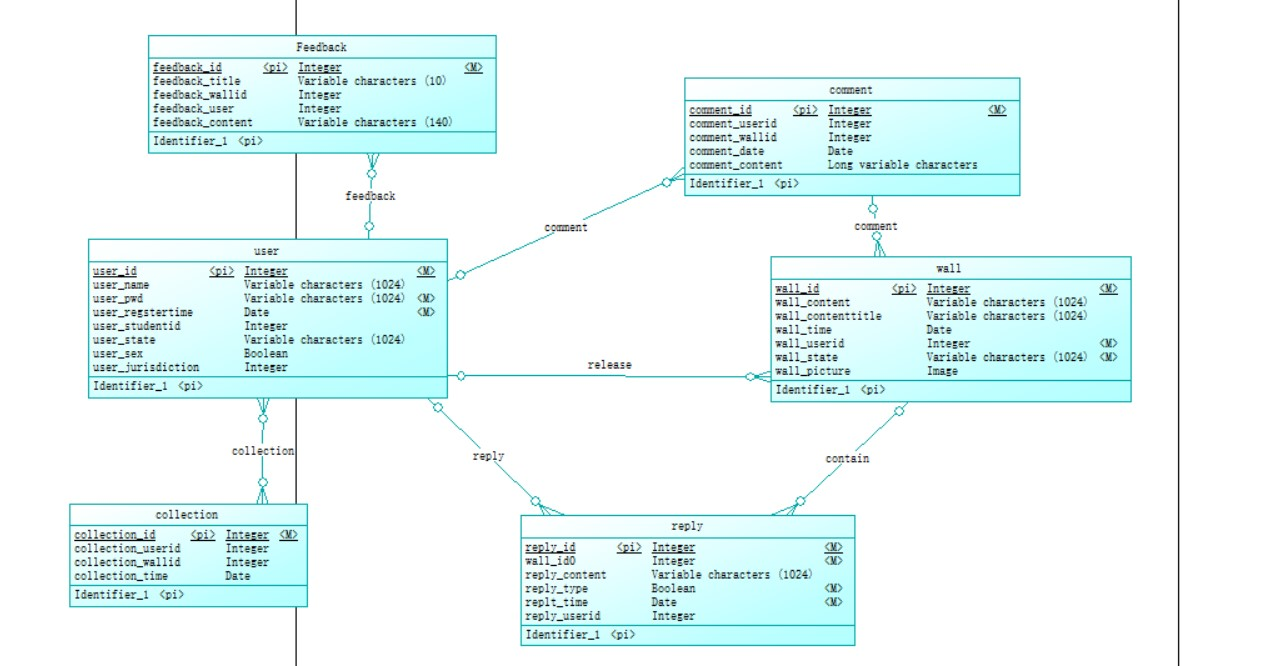 Feedback
feedback_id <pi> Integer <M>
feedback_title Variable characters (10)
feedback_wallid Integer
feedback_user Integer
feedback_content Variable characters (140)
Identifier_1 <pi>
feedback
comment
comment_id <pi> Integer <M>
comment_userid Integer
comment_wallid Integer
comment_date Date
comment_content Long variable characters
Identifier_1 <pi>
comment
comment
user
user_id <pi> Integer <M>
user_name Variable characters (1024)
user_pwd Variable characters (1024) <M>
user_regstertime Date <M>
user_studentid Integer
user_state Variable characters (1024)
user_sex Boolean
user_jurisdiction Integer
Identifier_1 <pi>
wall
wall_id <pi> Integer <M>
wall_content Variable characters (1024)
wall_contenttitle Variable characters (1024)
wall_time Date
wall_userid Integer <M>
wall_state Variable characters (1024) <M>
wall_picture Image
Identifier_1 <pi>
release
collection
reply
contain
collection
collection_id <pi> Integer <M>
collection_userid Integer
collection_wallid Integer
collection_time Date
Identifier_1 <pi>
reply
reply_id <pi> Integer <M>
wall_id0 Integer <M>
reply_content Variable characters (1024)
reply_type Boolean <M>
replt_time Date <M>
reply_userid Integer
Identifier_1 <pi>